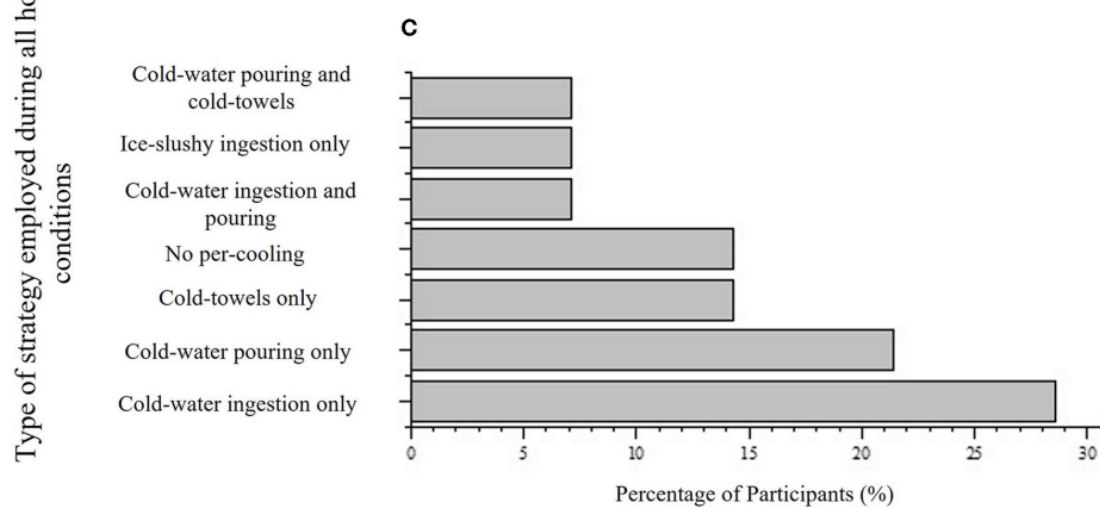 C
Type of strategy employed during all
conditions
Cold-water pouring and
cold-towels
Ice-slushy ingestion only
Cold-water ingestion and
pouring
No per-cooling
Cold-towels only
Cold-water pouring only
Cold-water ingestion only
0 5 10 15 20 25 30
Percentage of Participants (%)